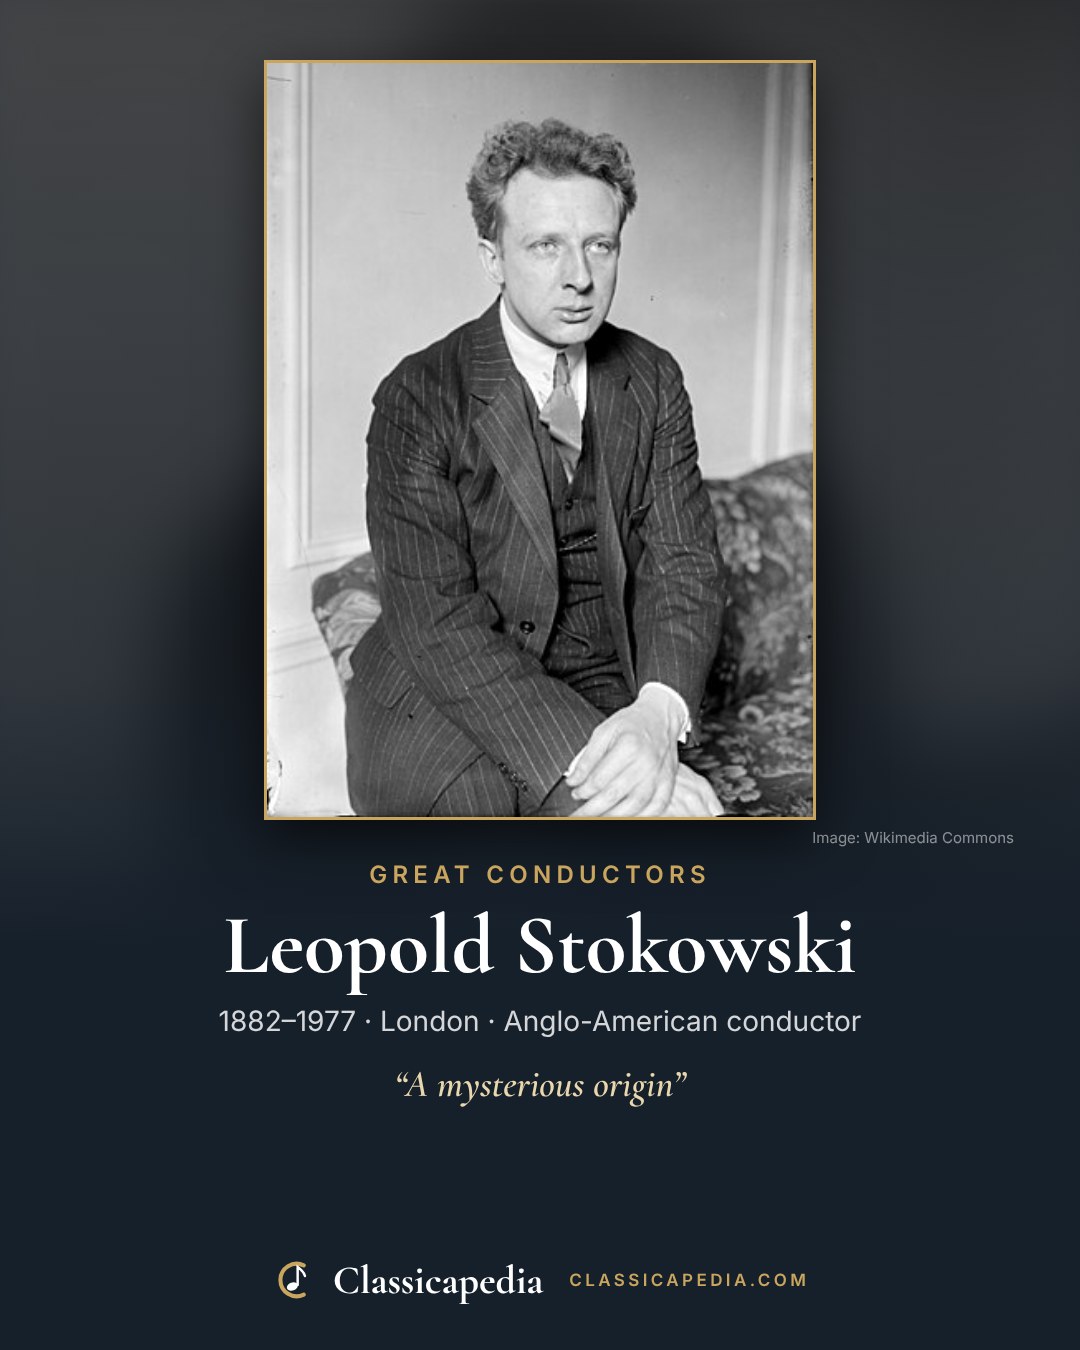 Image: Wikimedia Commons
GREAT CONDUCTORS
Leopold Stokowski
1882–1977 · London · Anglo-American conductor
“A mysterious origin”
Classicapedia CLASSICAPEDIA.COM